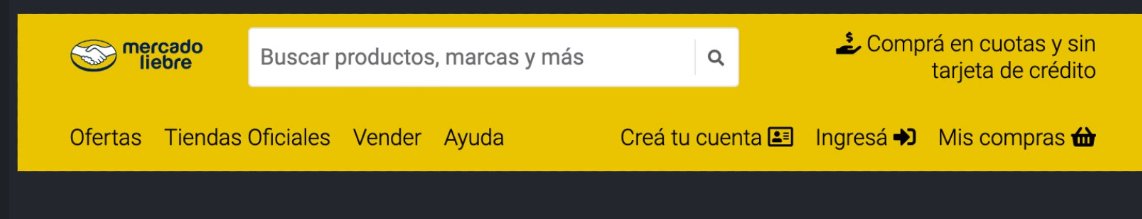 mercado
liebre
Buscar productos, marcas y más
Comprá en cuotas y sin
tarjeta de crédito
Ofertas Tiendas Oficiales Vender Ayuda Creá tu cuenta Ingresá Mis compras